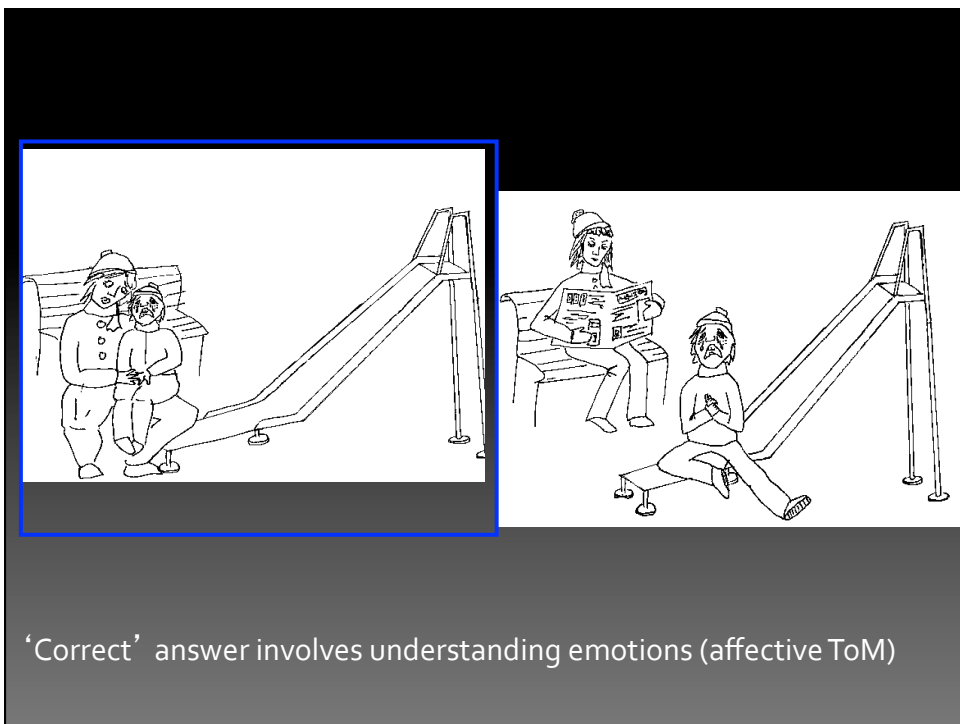 ‘Correct’ answer involves understanding emotions (affective ToM)